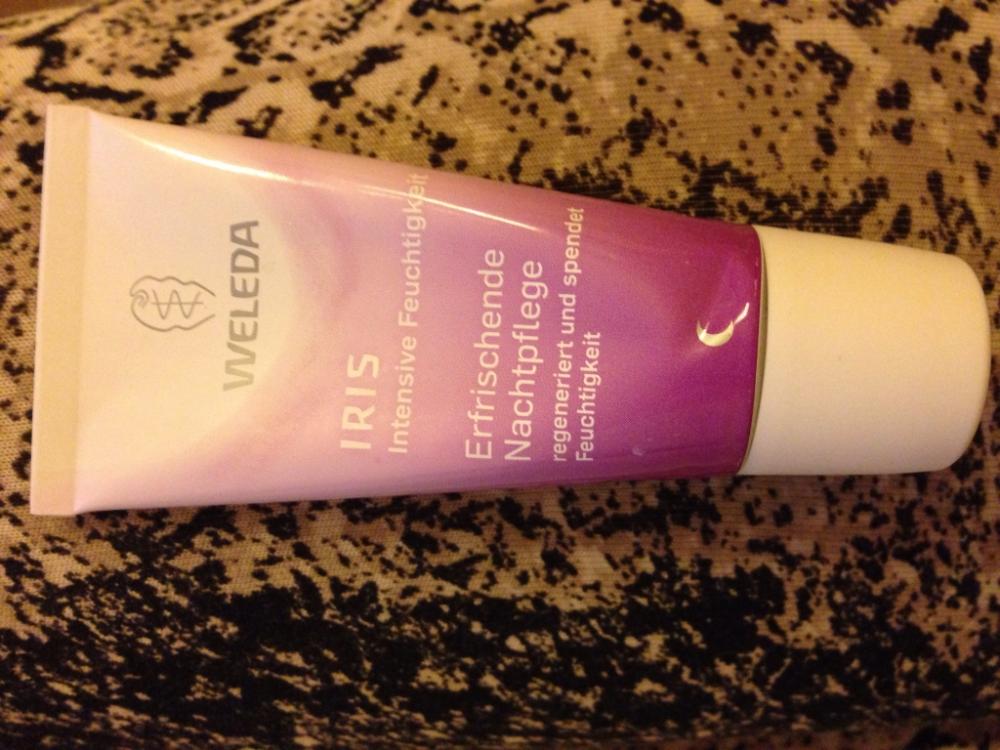 WELEDA
IRIS
Intensive Feuchtigkeit
Erfrischende
Nachtpflege
regeneriert und spendet
Feuchtigkeit